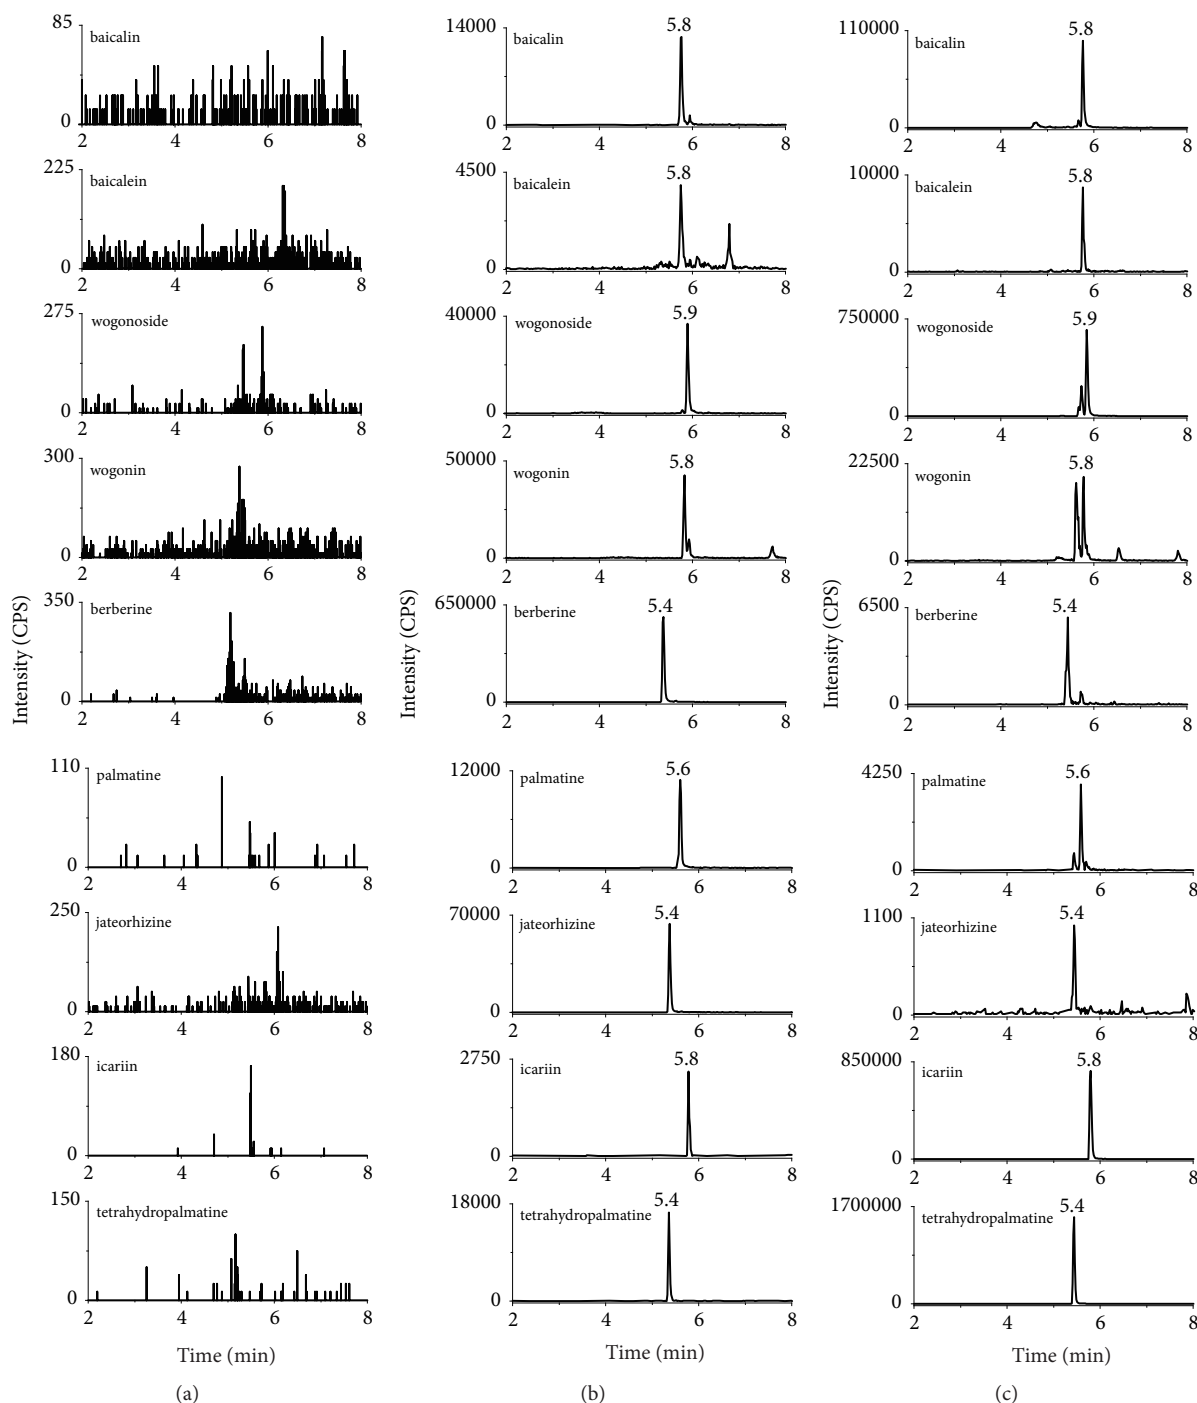 85
baicalin
0
2 4 6 8
225
baicalein
0
2 4 6 8
275
wogonoside
0
2 4 6 8
300
wogonin
0
2 4 6 8
350
berberine
0
2 4 6 8
Intensity (CPS)
110
palmatine
0
2 4 6 8
250
jateorhizine
0
2 4 6 8
180
icariin
0
2 4 6 8
150
tetrahydropalmatine
0
2 4 6 8
Time (min)
(a)
14000
5.8
baicalin
0
2 4 6 8
4500
5.8
baicalein
0
2 4 6 8
40000
5.9
wogonoside
0
2 4 6 8
50000
5.8
wogonin
0
2 4 6 8
650000
5.4
berberine
0
2 4 6 8
Intensity (CPS)
12000
5.6
palmatine
0
2 4 6 8
70000
5.4
jateorhizine
0
2 4 6 8
2750
5.8
icariin
0
2 4 6 8
18000
5.4
tetrahydropalmatine
0
2 4 6 8
Time (min)
(b)
110000
5.8
baicalin
0
2 4 6 8
10000
5.8
baicalein
0
2 4 6 8
750000
5.9
wogonoside
0
2 4 6 8
22500
5.8
wogonin
0
2 4 6 8
6500
5.4
berberine
0
2 4 6 8
Intensity (CPS)
4250
5.6
palmatine
0
2 4 6 8
1100
5.4
jateorhizine
0
2 4 6 8
850000
5.8
icariin
0
2 4 6 8
1700000
5.4
tetrahydropalmatine
0
2 4 6 8
Time (min)
(c)